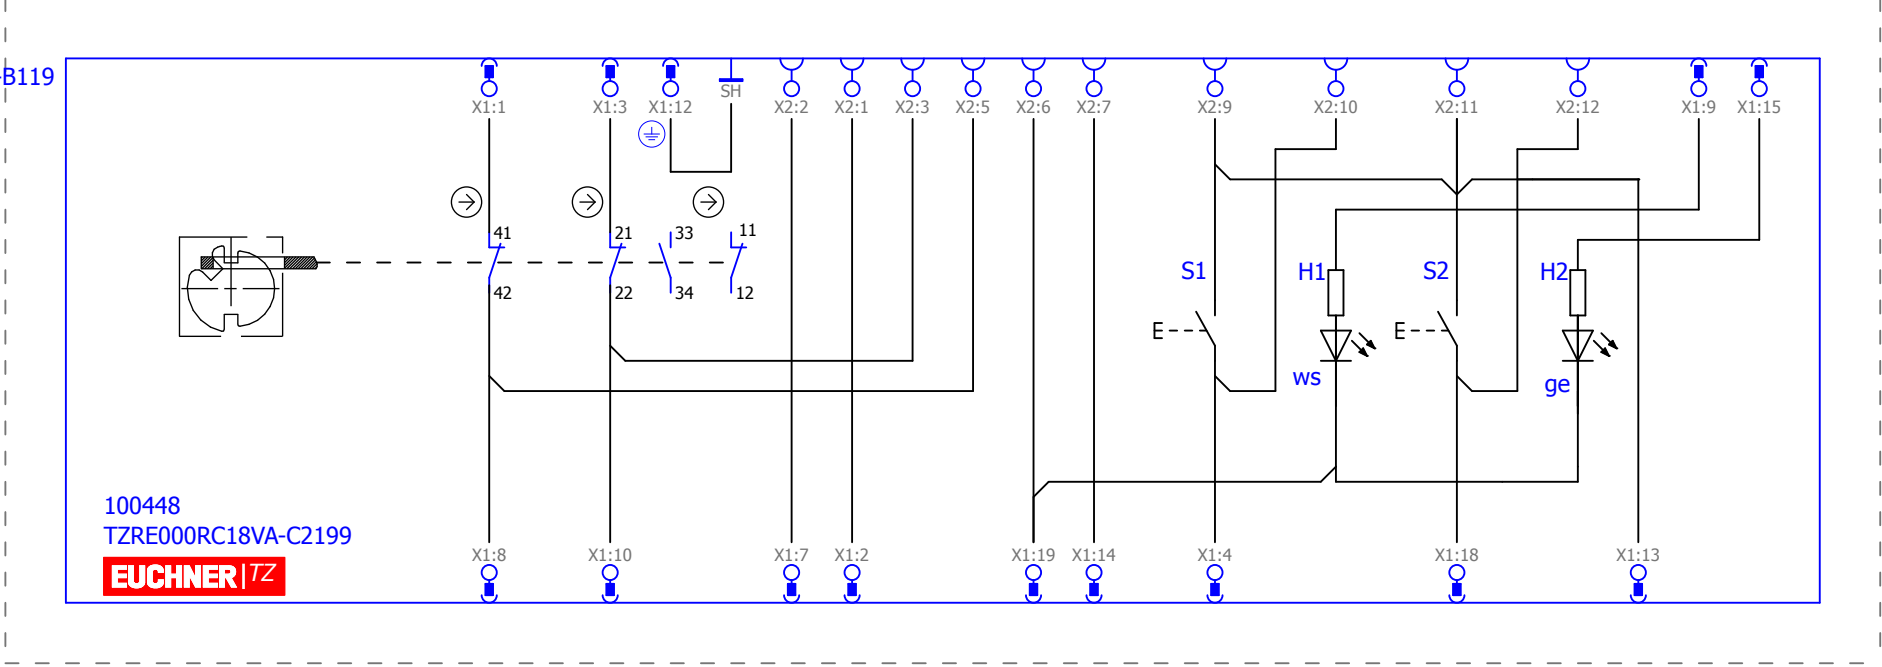 -B119
X1:1 X1:3 X1:12 SH X2:2 X2:1 X2:3 X2:5 X2:6 X2:7 X2:9 X2:10 X2:11 X2:12 X1:9 X1:15
41 21 33 11
42 22 34 12
S1 H1 S2 H2
E E
ws ge
100448
TZRE000RC18VA-C2199
EUCHNER TZ
X1:8 X1:10 X1:7 X1:2 X1:19 X1:14 X1:4 X1:18 X1:13